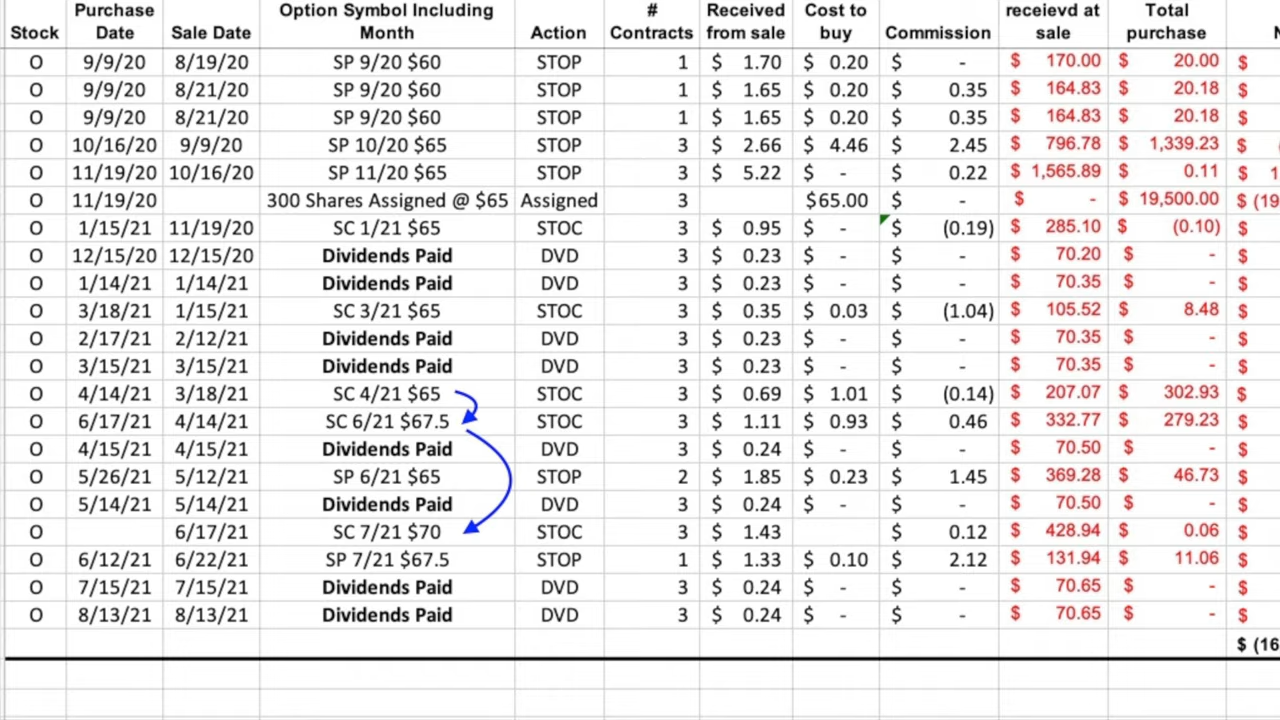 Stock Purchase Date Sale Date Option Symbol Including Month Action # Contracts Received from sale Cost to buy Commission receievd at sale Total purchase
O 9/9/20 8/19/20 SP 9/20 $60 STOP 1 $ 1.70 $ 0.20 $ - $ 170.00 $ 20.00 $
O 9/9/20 8/21/20 SP 9/20 $60 STOP 1 $ 1.65 $ 0.20 $ 0.35 $ 164.83 $ 20.18 $
O 9/9/20 8/21/20 SP 9/20 $60 STOP 1 $ 1.65 $ 0.20 $ 0.35 $ 164.83 $ 20.18 $
O 10/16/20 9/9/20 SP 10/20 $65 STOP 3 $ 2.66 $ 4.46 $ 2.45 $ 796.78 $ 1,339.23 $
O 11/19/20 10/16/20 SP 11/20 $65 STOP 3 $ 5.22 $ - $ 0.22 $ 1,565.89 $ 0.11 $ 1
O 11/19/20 300 Shares Assigned @ $65 Assigned 3 $65.00 $ - $ - $ 19,500.00 $ (19
O 1/15/21 11/19/20 SC 1/21 $65 STOC 3 $ 0.95 $ - $ (0.19) $ 285.10 $ (0.10) $
O 12/15/20 12/15/20 Dividends Paid DVD 3 $ 0.23 $ - $ - $ 70.20 $ - $
O 1/14/21 1/14/21 Dividends Paid DVD 3 $ 0.23 $ - $ - $ 70.35 $ - $
O 3/18/21 1/15/21 SC 3/21 $65 STOC 3 $ 0.35 $ 0.03 $ (1.04) $ 105.52 $ 8.48 $
O 2/17/21 2/12/21 Dividends Paid DVD 3 $ 0.23 $ - $ - $ 70.35 $ - $
O 3/15/21 3/15/21 Dividends Paid DVD 3 $ 0.23 $ - $ - $ 70.35 $ - $
O 4/14/21 3/18/21 SC 4/21 $65 STOC 3 $ 0.69 $ 1.01 $ (0.14) $ 207.07 $ 302.93 $
O 6/17/21 4/14/21 SC 6/21 $67.5 STOC 3 $ 1.11 $ 0.93 $ 0.46 $ 332.77 $ 279.23 $
O 4/15/21 4/15/21 Dividends Paid DVD 3 $ 0.24 $ - $ - $ 70.50 $ - $
O 5/26/21 5/12/21 SP 6/21 $65 STOP 2 $ 1.85 $ 0.23 $ 1.45 $ 369.28 $ 46.73 $
O 5/14/21 5/14/21 Dividends Paid DVD 3 $ 0.24 $ - $ - $ 70.50 $ - $
O 6/17/21 SC 7/21 $70 STOC 3 $ 1.43 $ 0.12 $ 428.94 $ 0.06 $
O 6/12/21 6/22/21 SP 7/21 $67.5 STOP 1 $ 1.33 $ 0.10 $ 2.12 $ 131.94 $ 11.06 $
O 7/15/21 7/15/21 Dividends Paid DVD 3 $ 0.24 $ - $ - $ 70.65 $ - $
O 8/13/21 8/13/21 Dividends Paid DVD 3 $ 0.24 $ - $ - $ 70.65 $ - $
$ (16